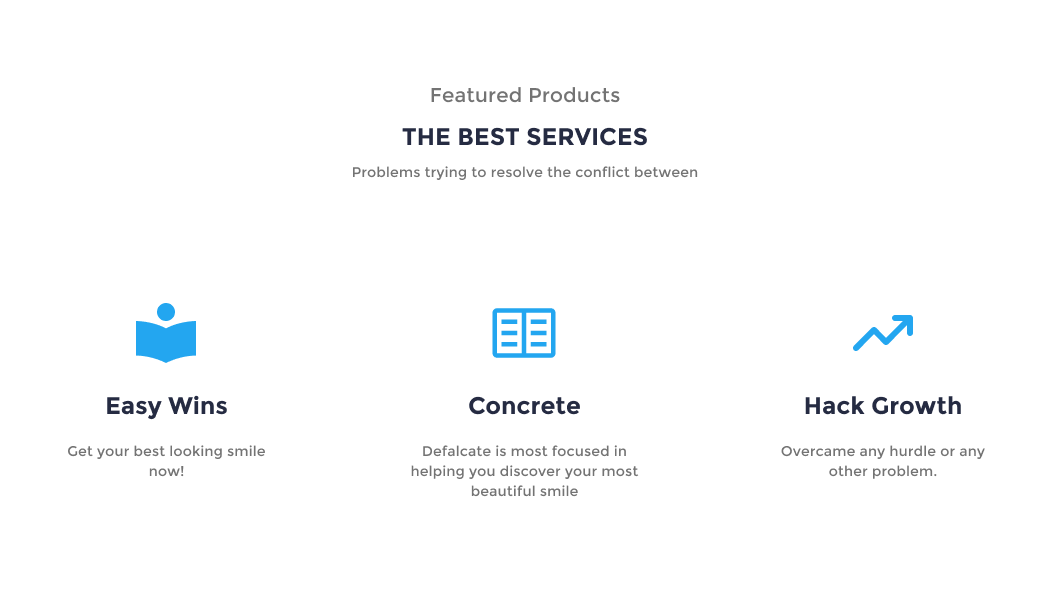 Featured Products
THE BEST SERVICES
Problems trying to resolve the conflict between
Easy Wins
Get your best looking smile
now!
Concrete
Defalcate is most focused in
helping you discover your most
beautiful smile
Hack Growth
Overcame any hurdle or any
other problem.